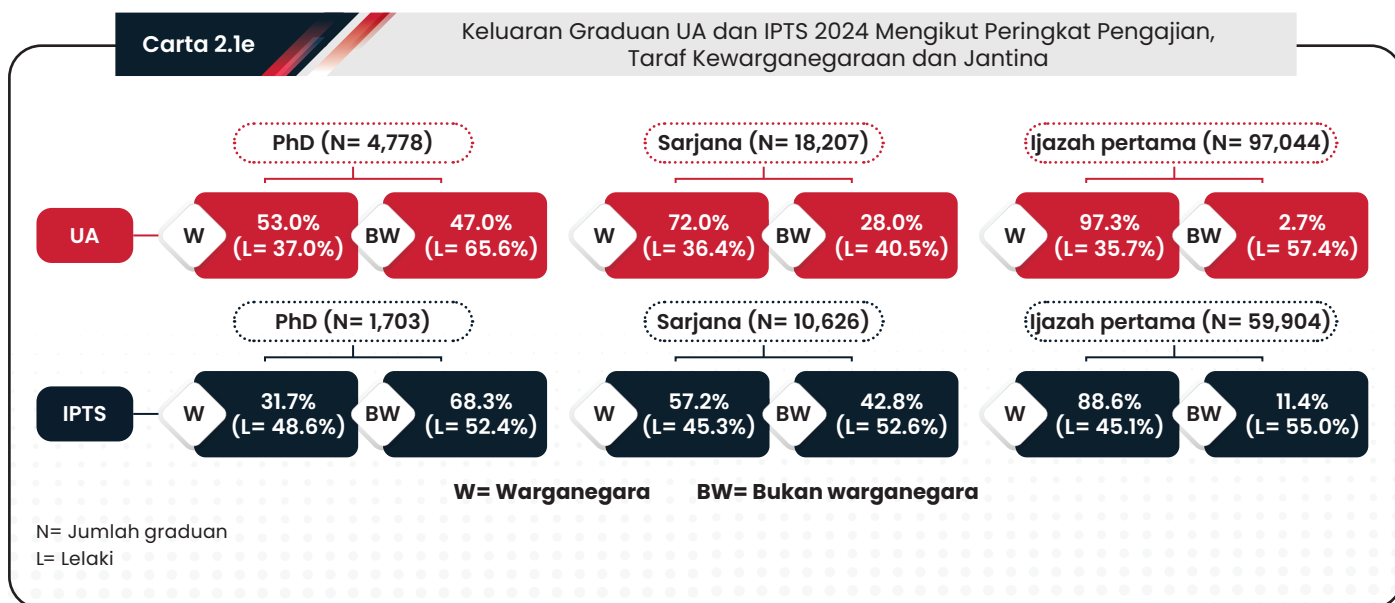 Carta 2.1e
Keluaran Graduan UA dan IPTS 2024 Mengikut Peringkat Pengajian,
Taraf Kewarganegaraan dan Jantina
PhD (N= 4,778)
Sarjana (N= 18,207)
Ijazah pertama (N= 97,044)
UA
W
53.0%
(L= 37.0%)
BW
47.0%
(L= 65.6%)
W
72.0%
(L= 36.4%)
BW
28.0%
(L= 40.5%)
W
97.3%
(L= 35.7%)
BW
2.7%
(L= 57.4%)
PhD (N= 1,703)
Sarjana (N= 10,626)
Ijazah pertama (N= 59,904)
IPTS
W
31.7%
(L= 48.6%)
BW
68.3%
(L= 52.4%)
W
57.2%
(L= 45.3%)
BW
42.8%
(L= 52.6%)
W
88.6%
(L= 45.1%)
BW
11.4%
(L= 55.0%)
W= Warganegara
BW= Bukan warganegara
N= Jumlah graduan
L= Lelaki